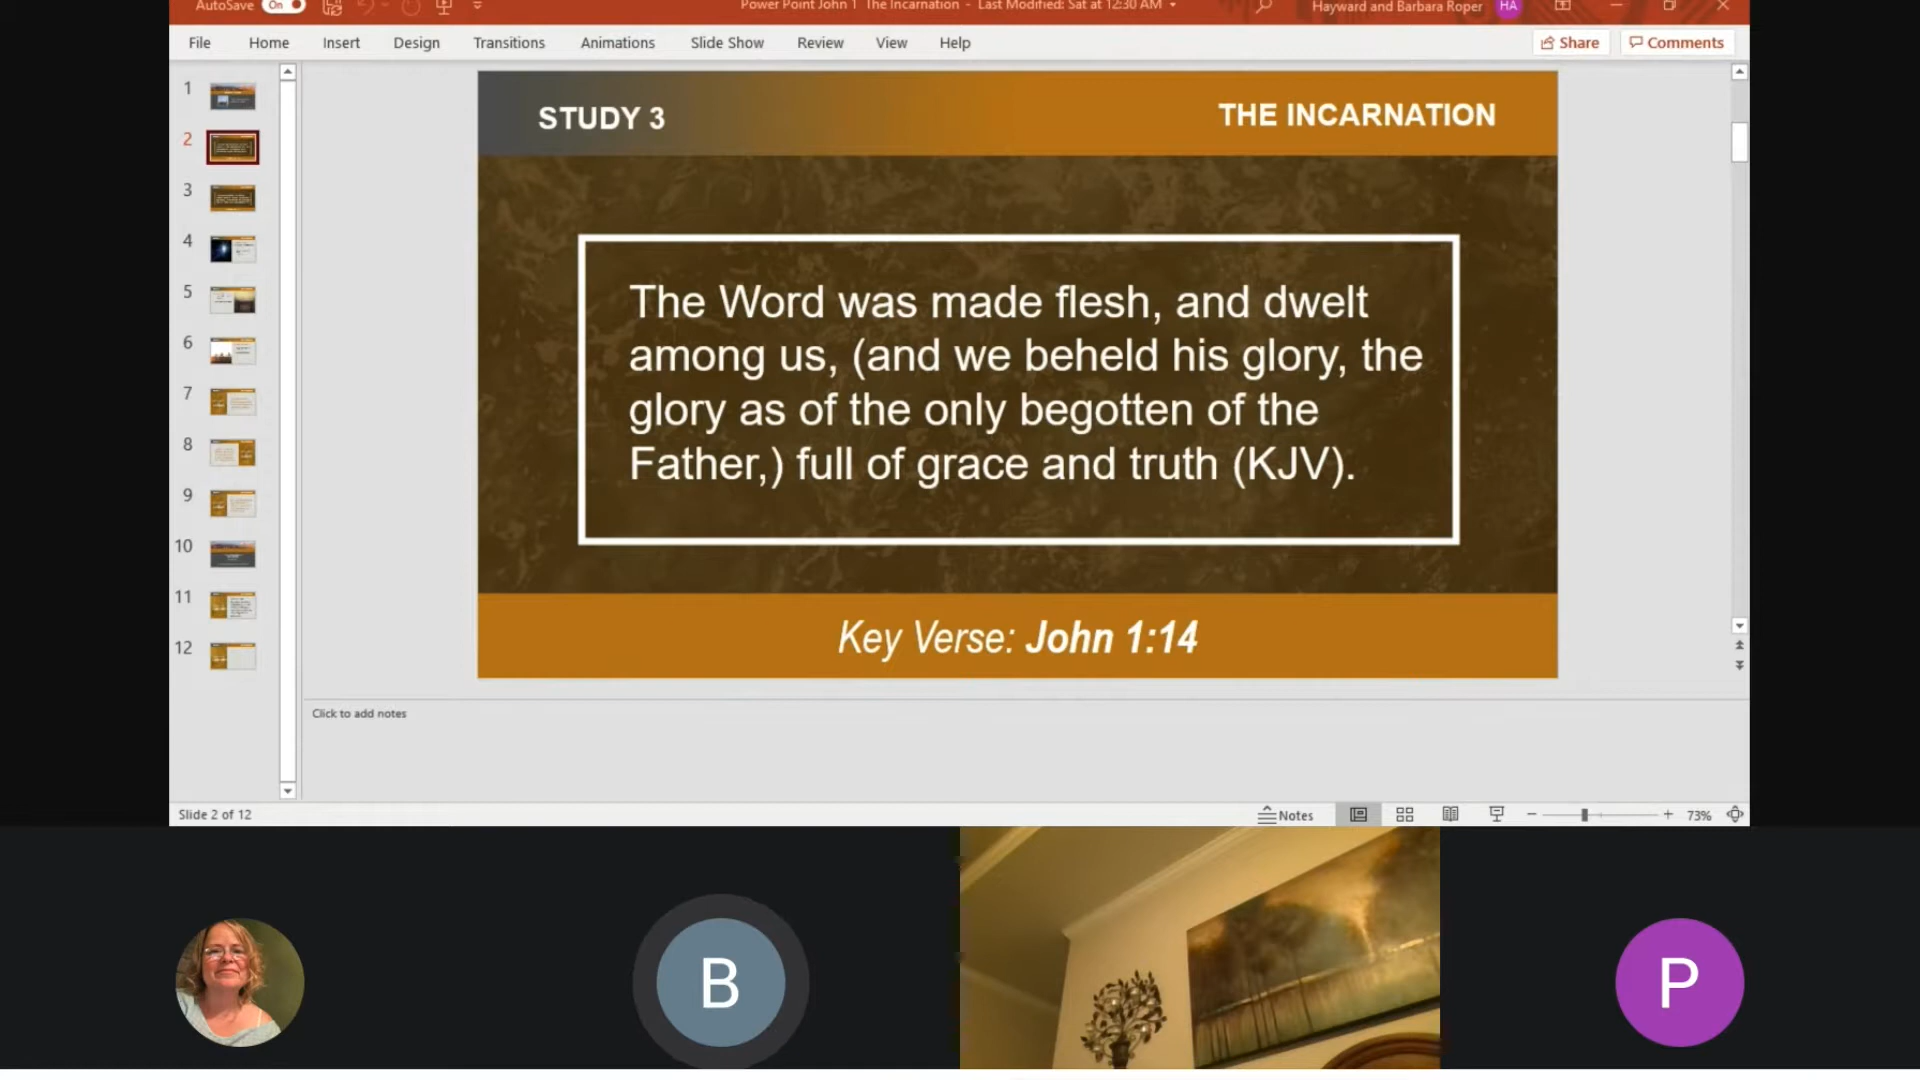 AutoSave On Power Point John 1 The Incarnation - Last Modified: Sat at 12:30 AM Hayward and Barbara Roper HA
File Home Insert Design Transitions Animations Slide Show Review View Help Share Comments
1
2
3
4
5
6
7
8
9
10
11
12
STUDY 3
THE INCARNATION
The Word was made flesh, and dwelt
among us, (and we beheld his glory, the
glory as of the only begotten of the
Father,) full of grace and truth (KJV).
Key Verse: John 1:14
Click to add notes
Slide 2 of 12 Notes 73%
B
P